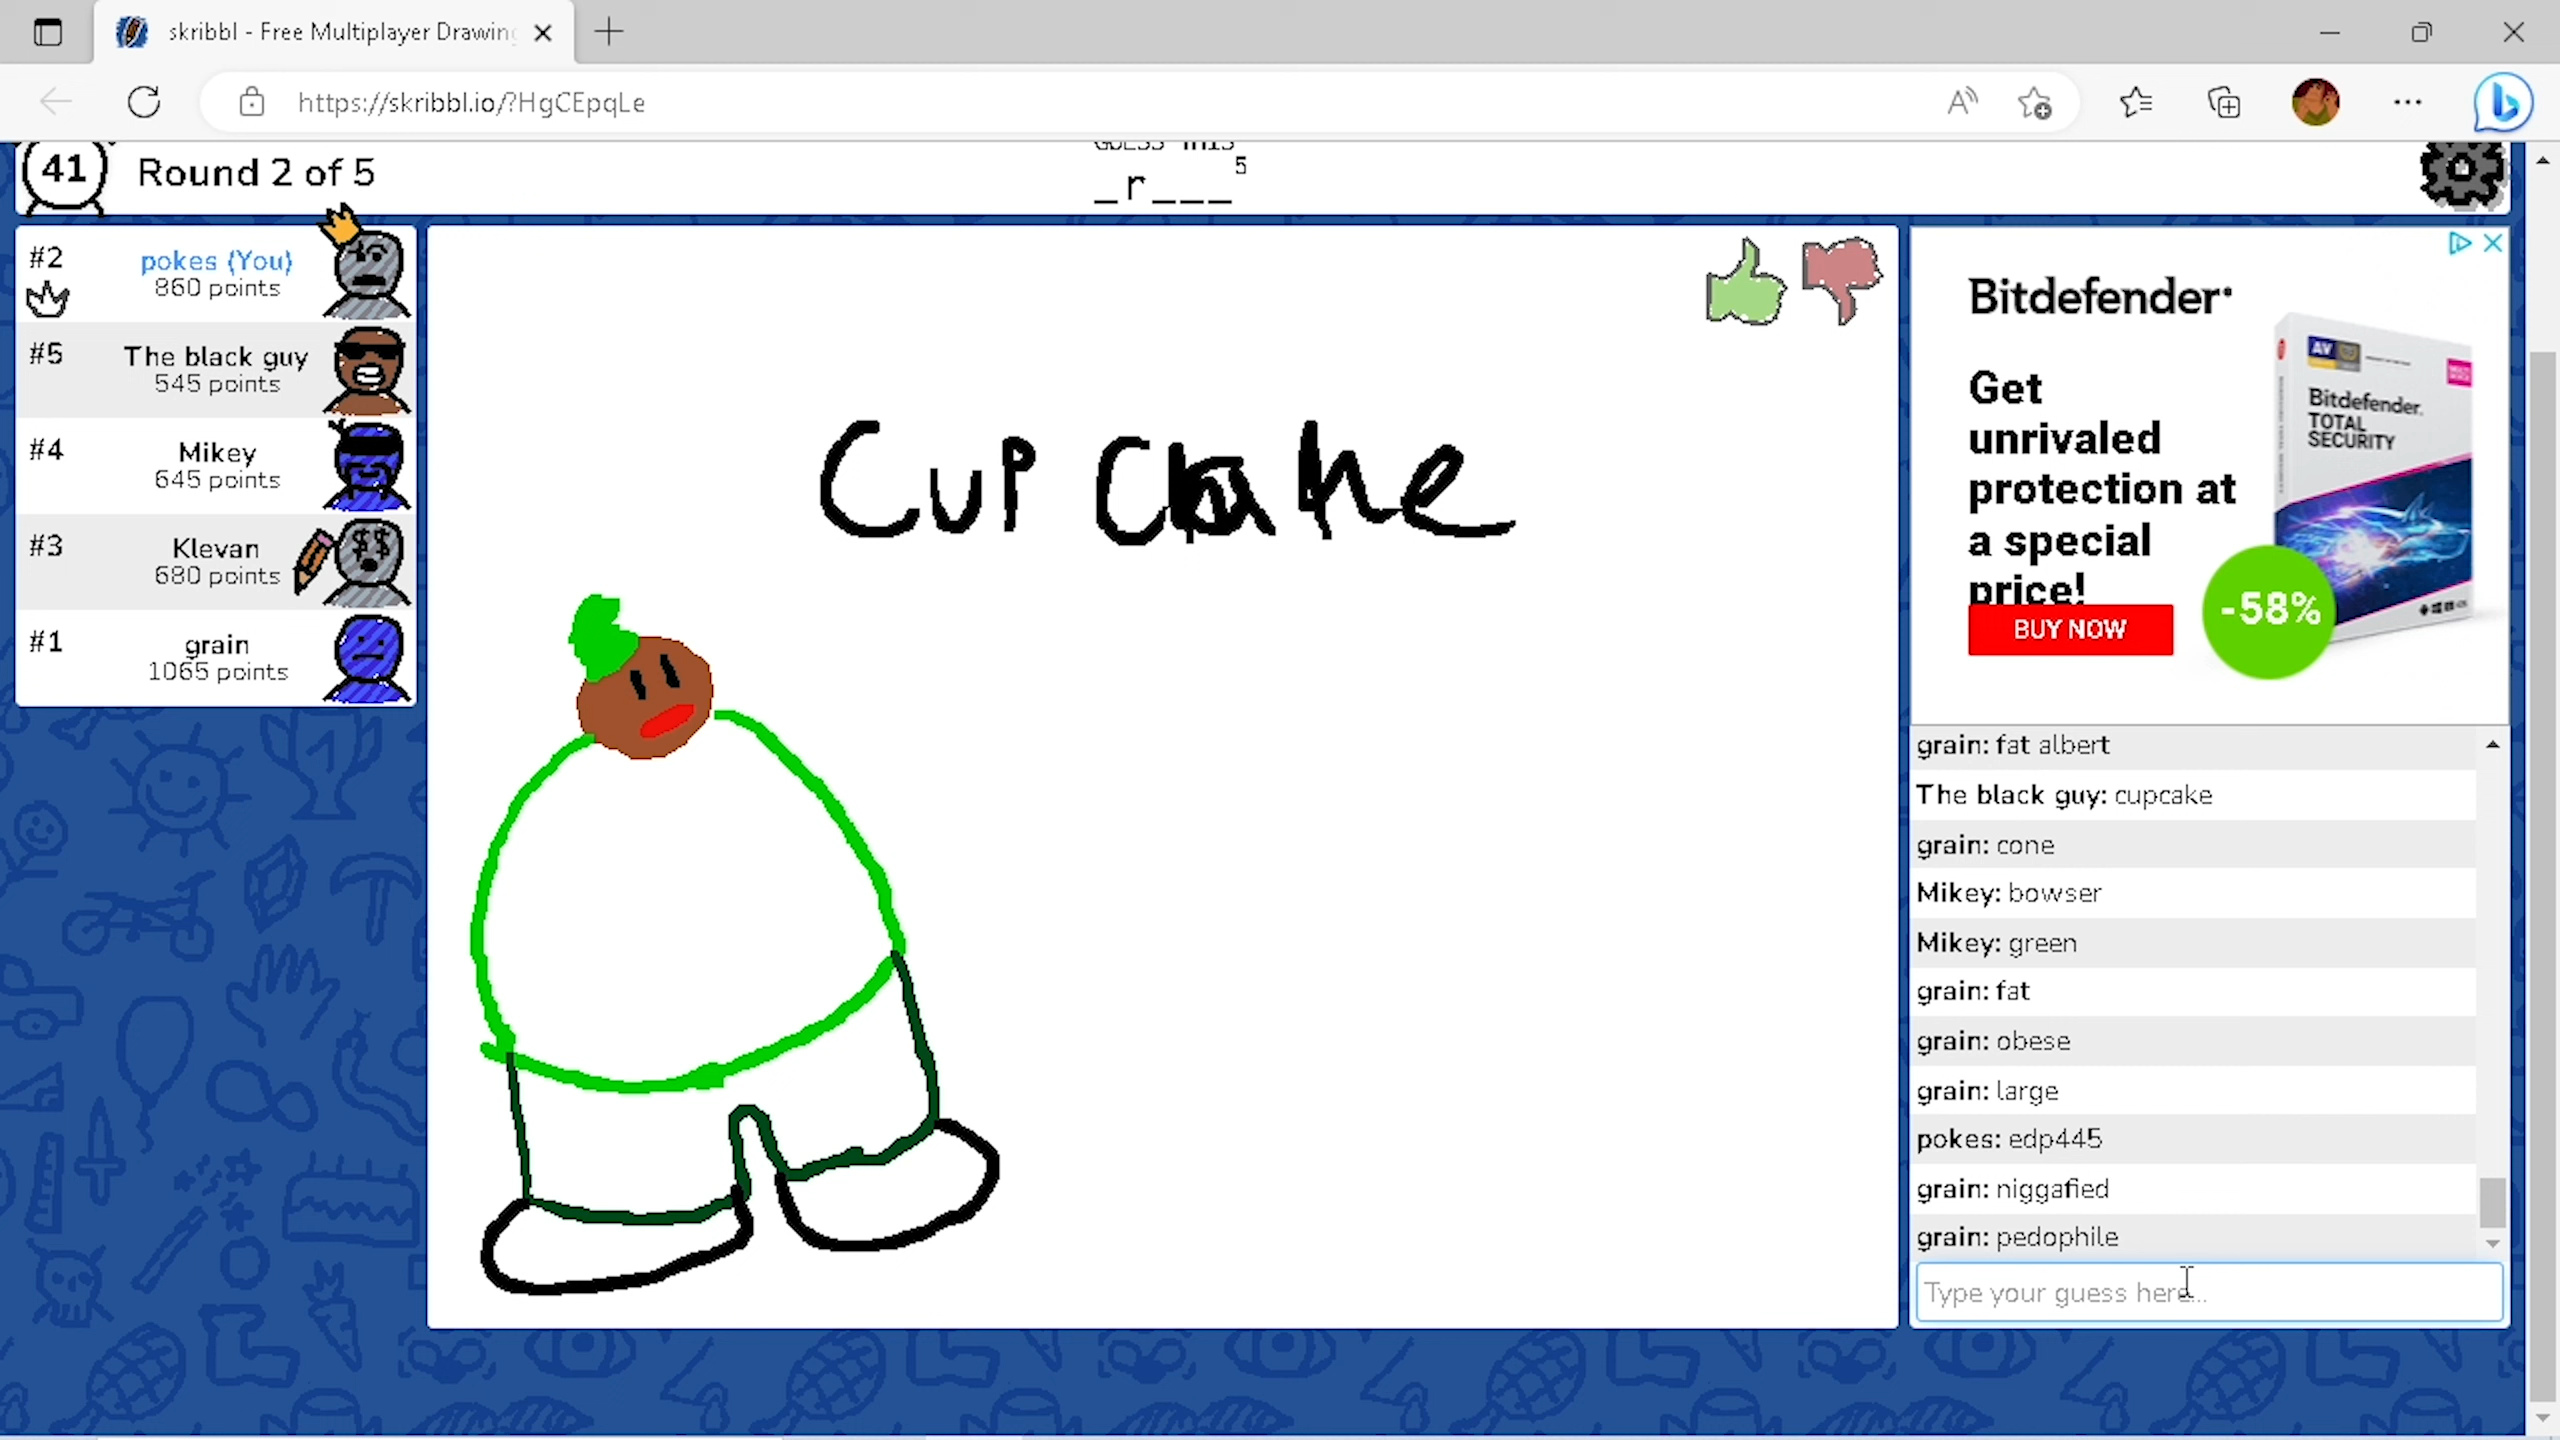 skribbl - Free Multiplayer Drawing
https://skribbl.io/?HgCEpqLe
41
Round 2 of 5
GUESS THIS
_r___ 5
#2
pokes (You)
860 points
#5
The black guy
545 points
#4
Mikey
645 points
#3
Klevan
680 points
#1
grain
1065 points
Cup Cake
Bitdefender
Get
unrivaled
protection at
a special
price!
BUY NOW
-58%
Bitdefender
TOTAL
SECURITY
grain: fat albert
The black guy: cupcake
grain: cone
Mikey: bowser
Mikey: green
grain: fat
grain: obese
grain: large
pokes: edp445
grain: niggafied
grain: pedophile
Type your guess here...